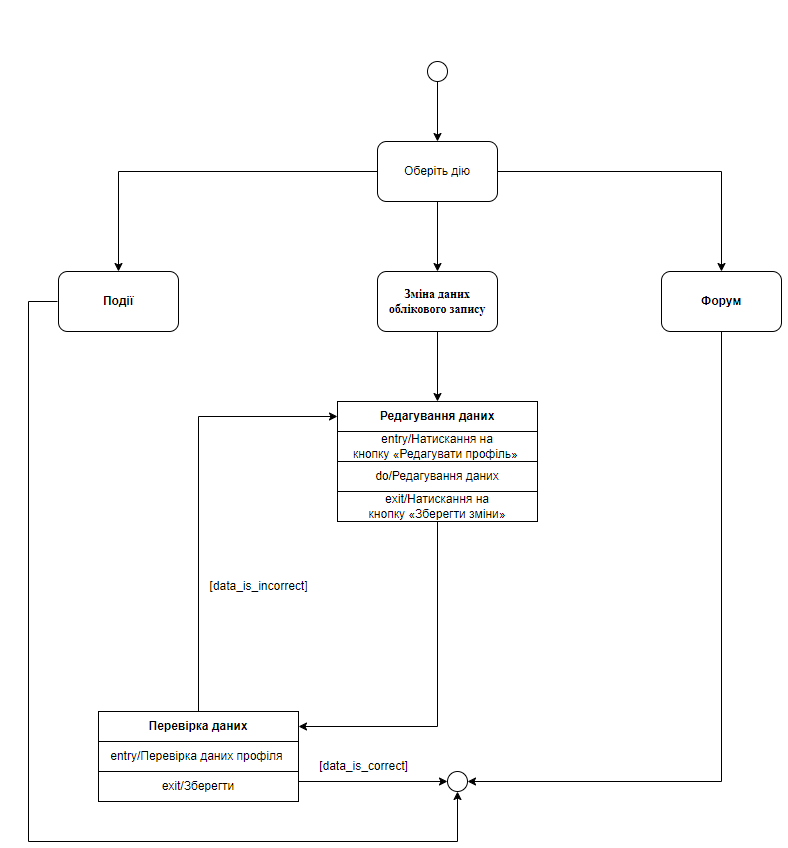 Оберіть дію
Події
Зміна даних
облікового запису
Форум
Редагування даних
entry/Натискання на
кнопку «Редагувати профіль»
do/Редагування даних
exit/Натискання на
кнопку «Зберегти зміни»
[data_is_incorrect]
Перевірка даних
entry/Перевірка даних профіля
exit/Зберегти
[data_is_correct]